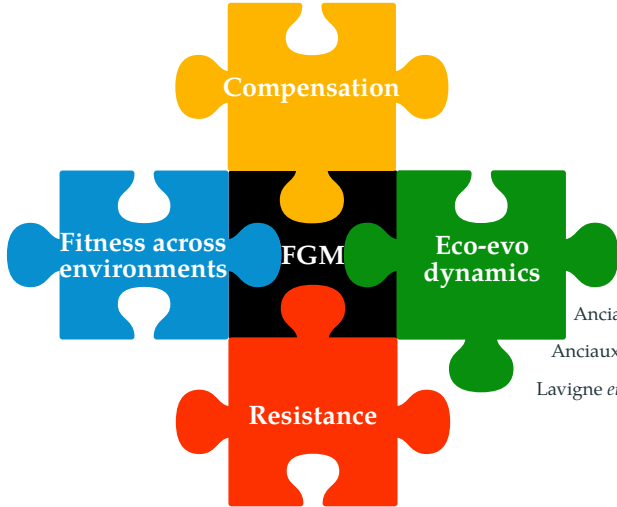 Compensation
Fitness across
environments
FGM
Eco-evo
dynamics
Anciaux
Lavigne
Resistance